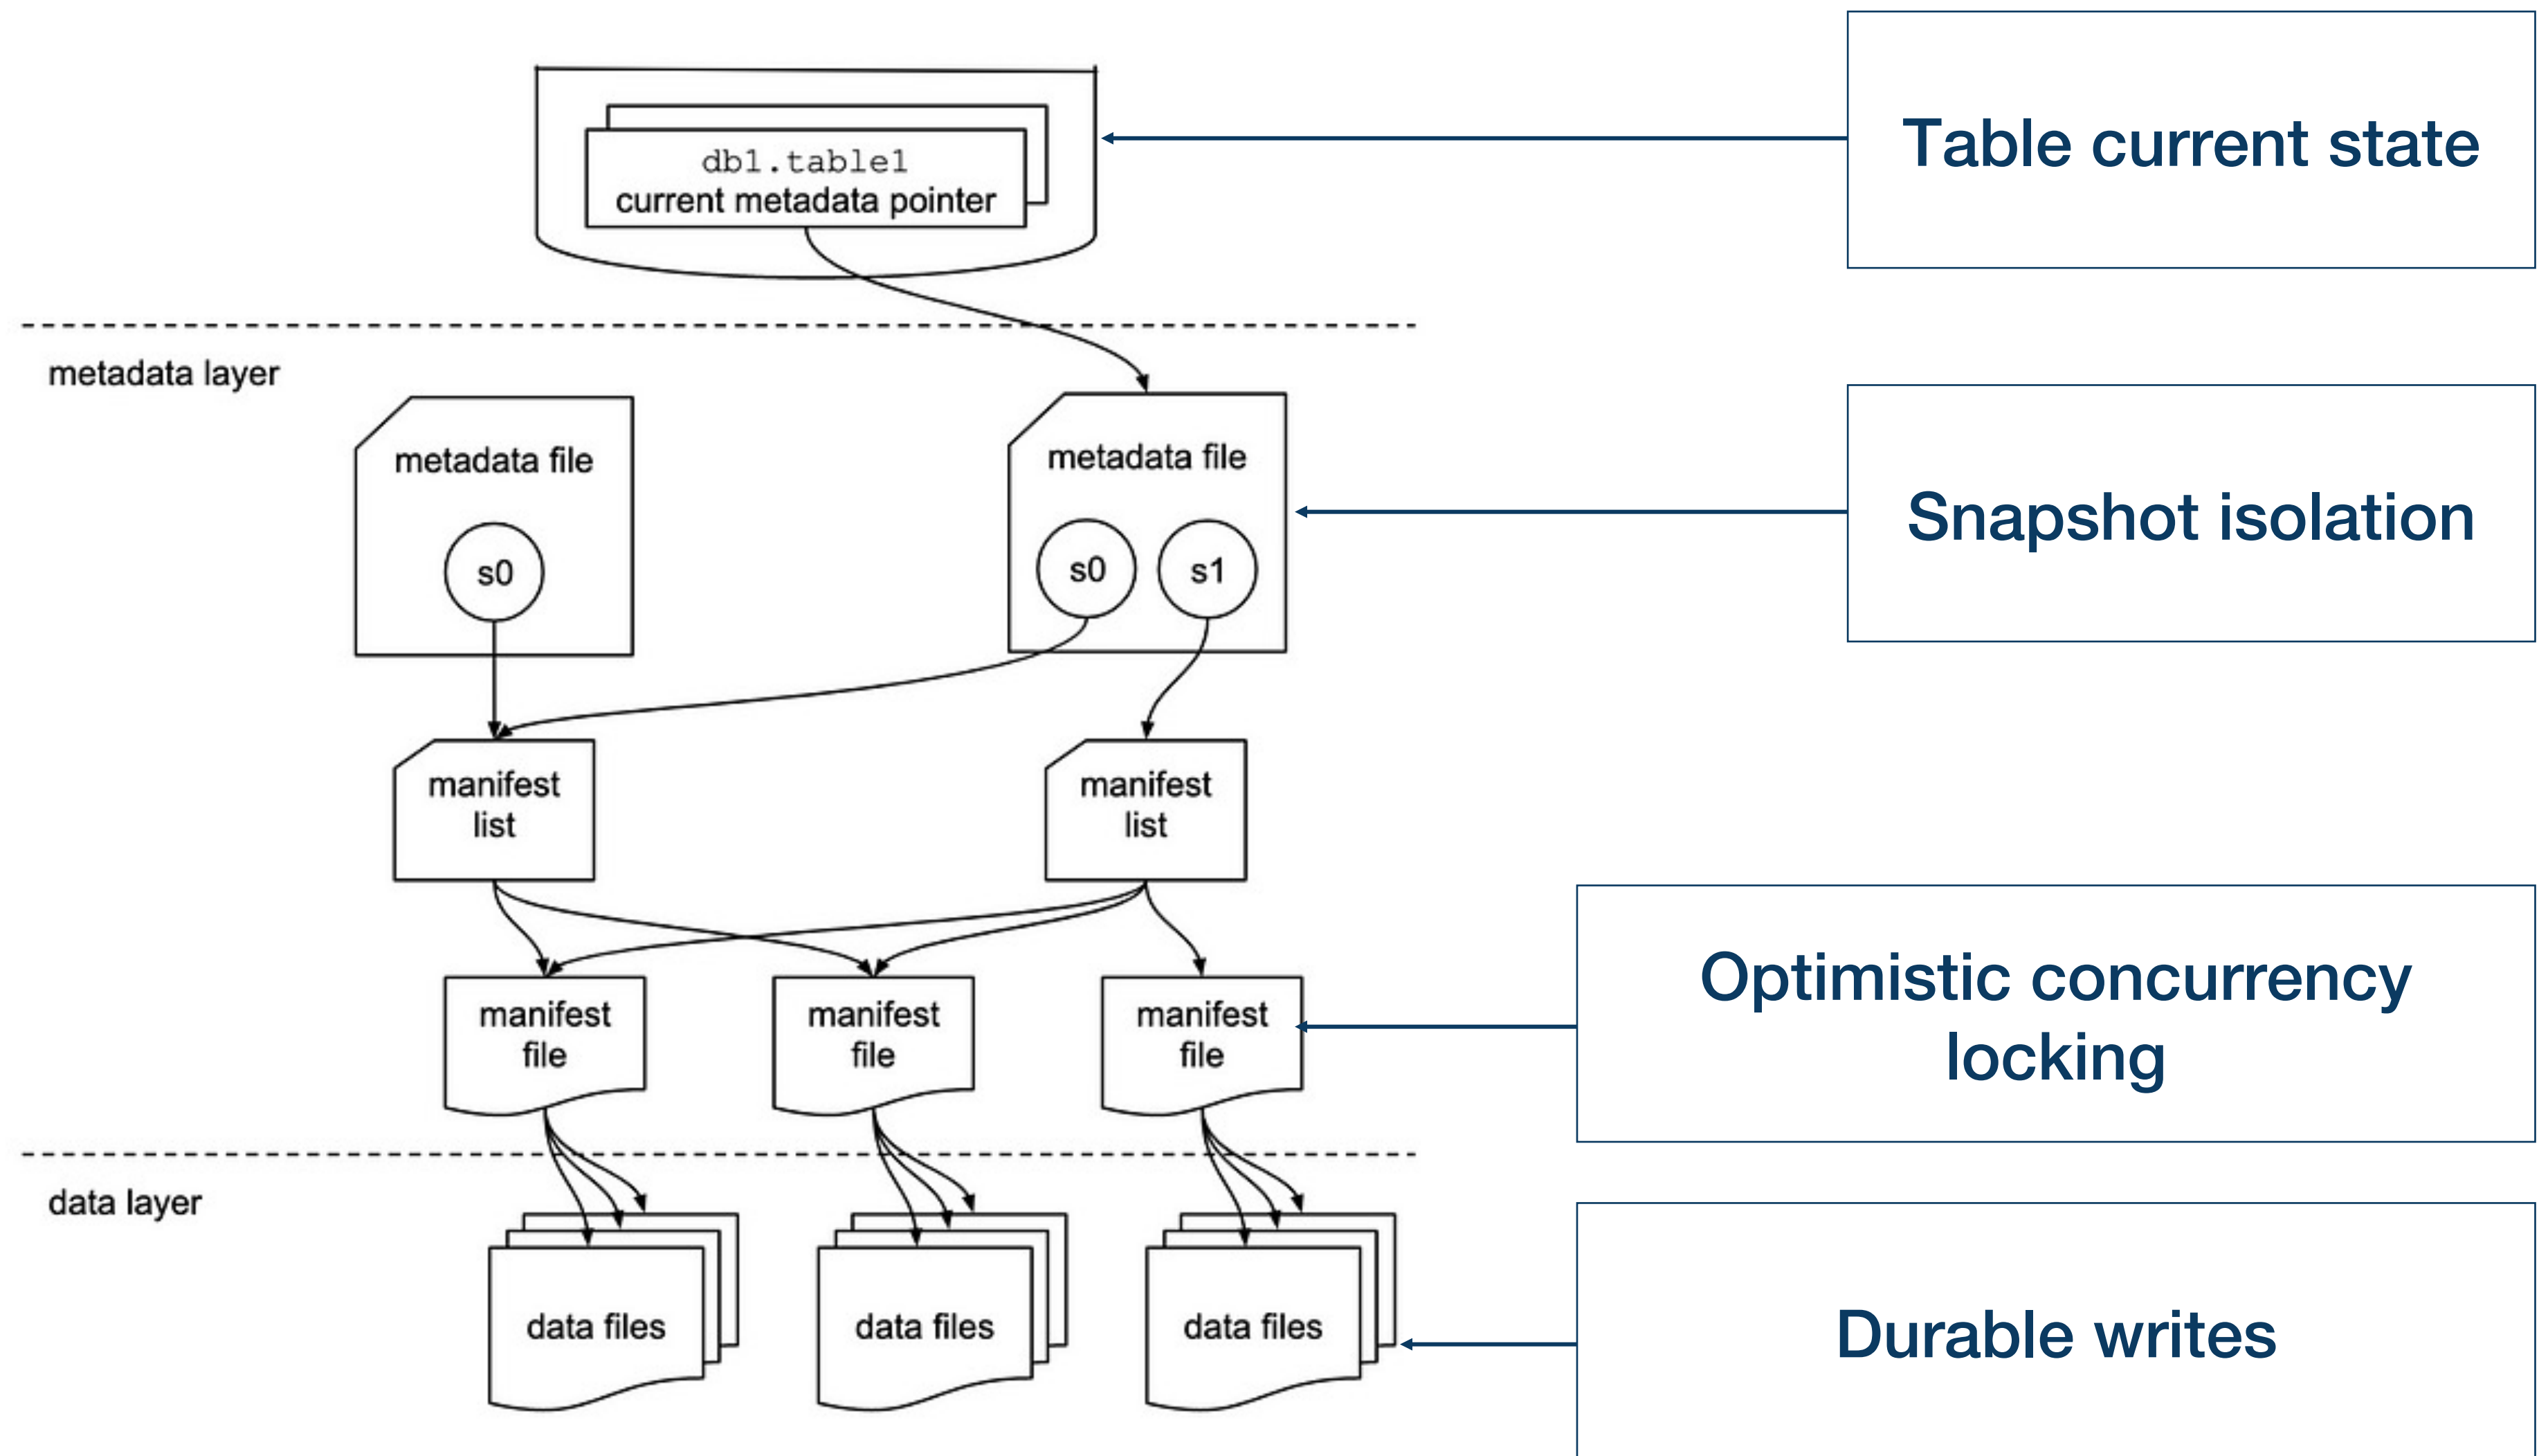 db1.table1
current metadata pointer
Table current state
metadata layer
metadata file
s0
metadata file
s0
s1
Snapshot isolation
manifest
list
manifest
list
manifest
file
manifest
file
manifest
file
Optimistic concurrency
locking
data layer
data files
data files
data files
Durable writes